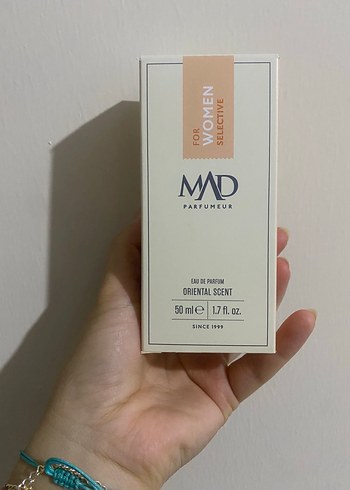 FOR
WOMEN
SELECTIVE
MAD
PARFUMEUR
EAU DE PARFUM
ORIENTAL SCENT
50 ml ℮ | 1.7 fl. oz.
SINCE 1999